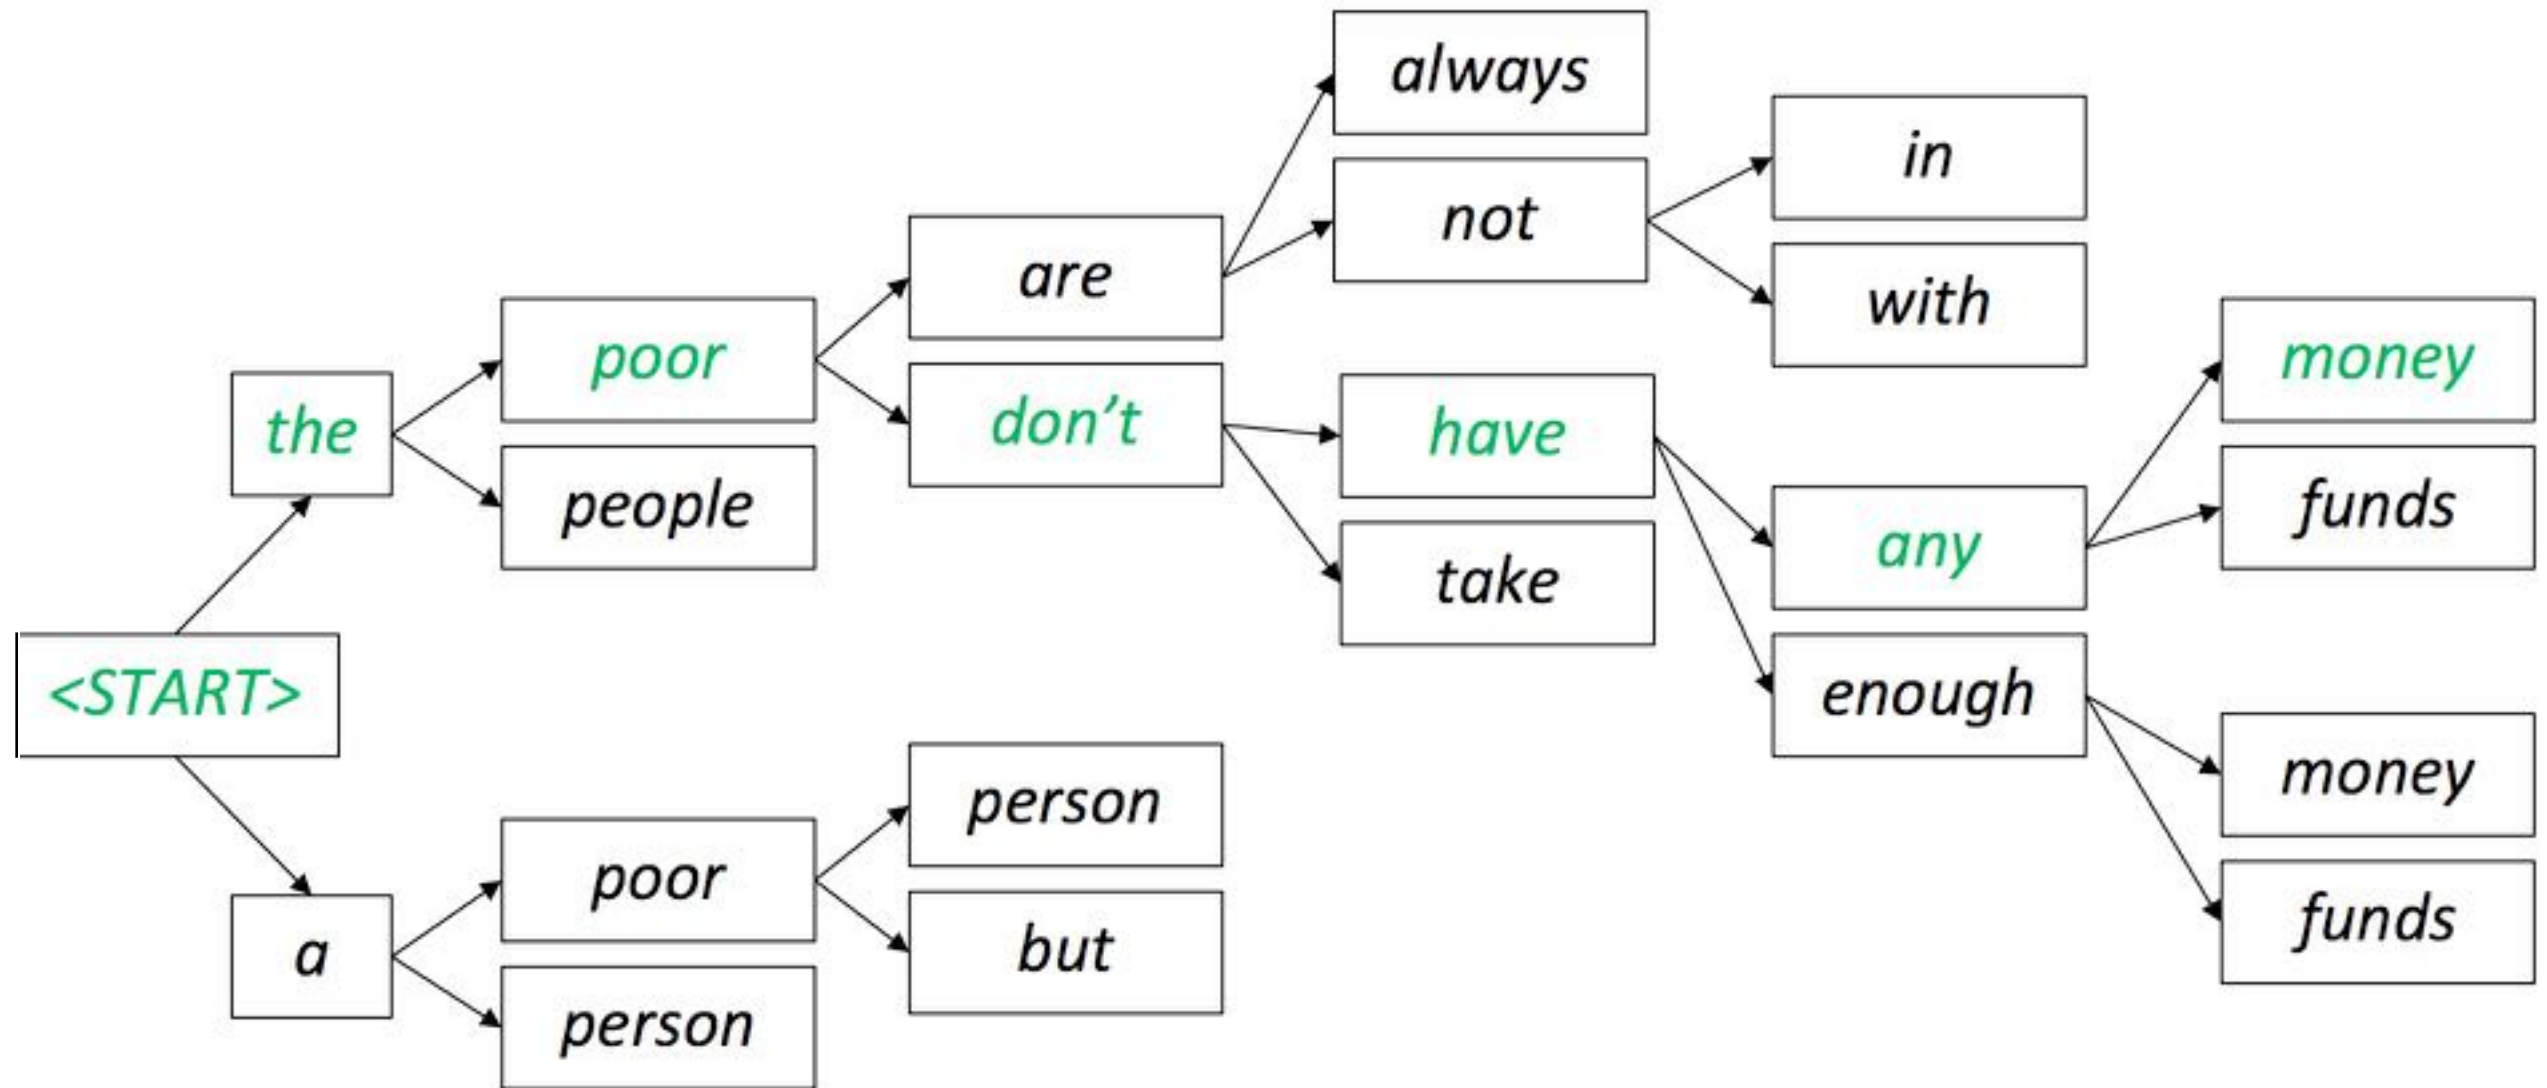 <START>
the
a
poor
people
poor
person
are
don’t
person
but
always
not
have
take
in
with
any
enough
money
funds
money
funds